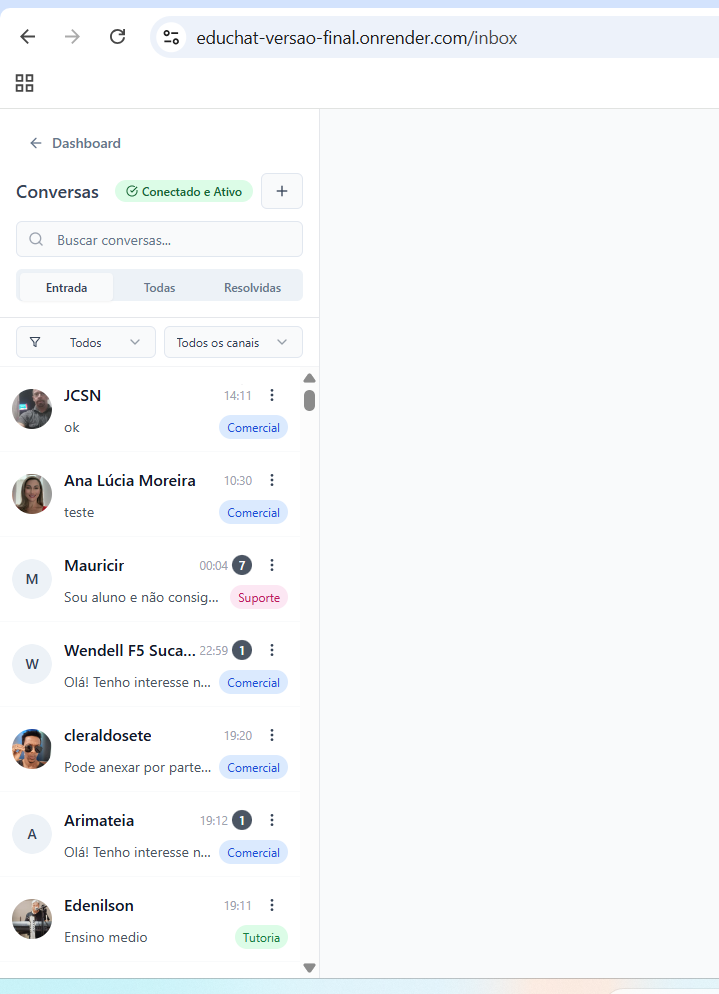 educhat-versao-final.onrender.com/inbox
Dashboard
Conversas
Conectado e Ativo
Buscar conversas...
Entrada Todas Resolvidas
Todos Todos os canais
JCSN 14:11
ok Comercial
Ana Lúcia Moreira 10:30
teste Comercial
M Mauricir 00:04 7
Sou aluno e não consig... Suporte
W Wendell F5 Suca... 22:59 1
Olá! Tenho interesse n... Comercial
cleraldosete 19:20
Pode anexar por parte... Comercial
A Arimateia 19:12 1
Olá! Tenho interesse n... Comercial
Edenilson 19:11
Ensino medio Tutoria